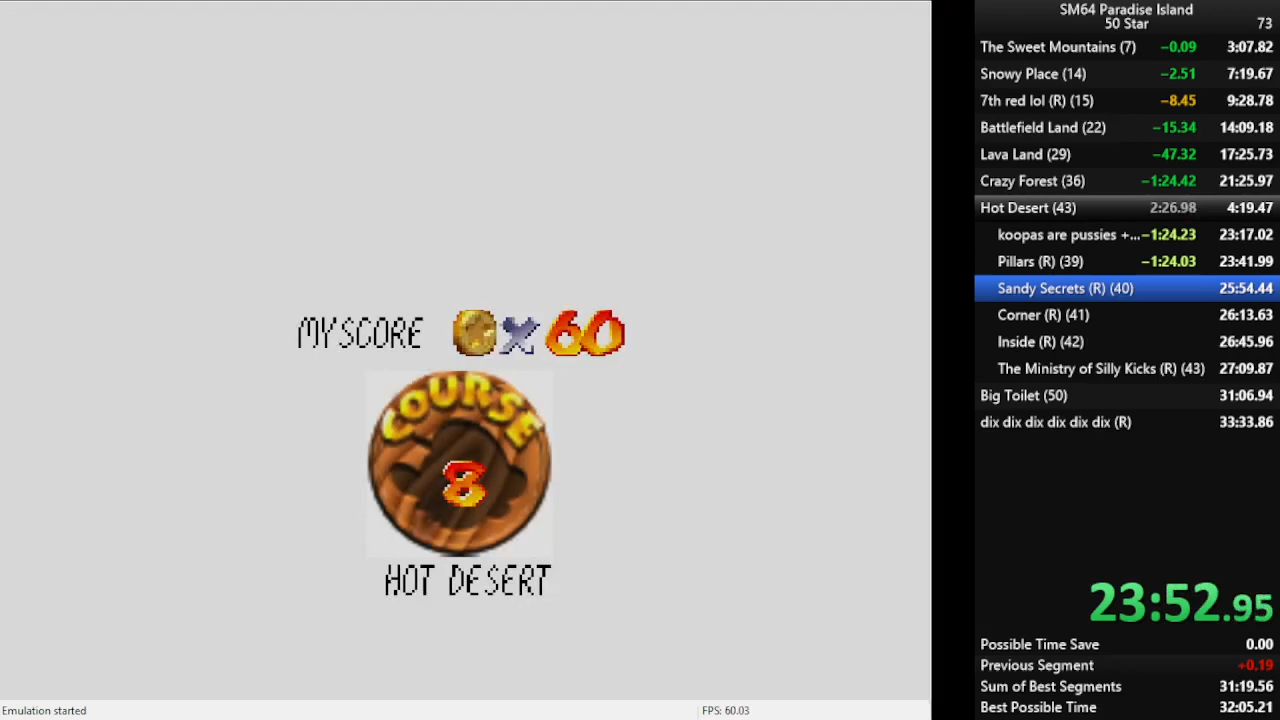 SM64 Paradise Island
50 Star 73
The Sweet Mountains (7) −0.09 3:07.82
Snowy Place (14) −2.51 7:19.67
7th red lol (R) (15) −8.45 9:28.78
Battlefield Land (22) −15.34 14:09.18
Lava Land (29) −47.32 17:25.73
Crazy Forest (36) −1:24.42 21:25.97
Hot Desert (43) 2:26.98 4:19.47
koopas are pussies +... −1:24.23 23:17.02
Pillars (R) (39) −1:24.03 23:41.99
Sandy Secrets (R) (40) 25:54.44
Corner (R) (41) 26:13.63
Inside (R) (42) 26:45.96
The Ministry of Silly Kicks (R) (43) 27:09.87
Big Toilet (50) 31:06.94
dix dix dix dix dix dix (R) 33:33.86
MY SCORE × 60
COURSE
8
HOT DESERT
23:52.95
Possible Time Save 0.00
Previous Segment +0.19
Sum of Best Segments 31:19.56
Best Possible Time 32:05.21
Emulation started FPS: 60.03